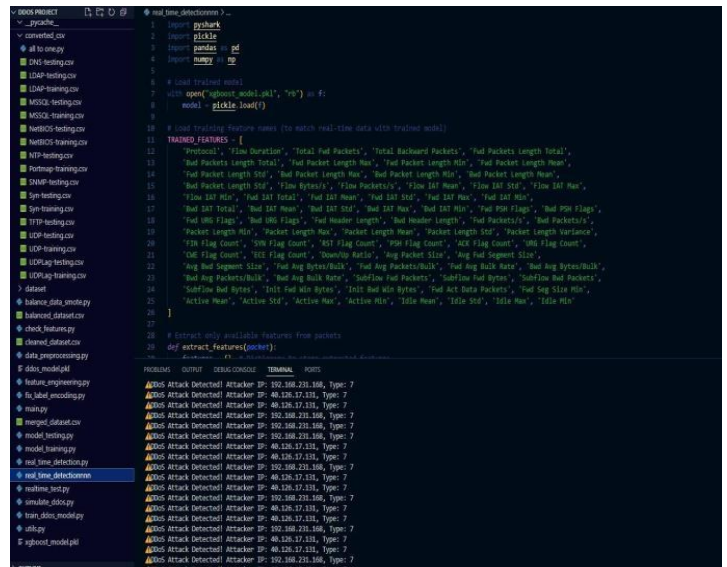 DDOS PROJECT
__pycache__
converted_csv
all to one.py
DNS-testing.csv
LDAP-testing.csv
LDAP-training.csv
MSSQL-testing.csv
MSSQL-training.csv
NetBIOS-testing.csv
NetBIOS-training.csv
NTP-testing.csv
Portmap-training.csv
SNMP-testing.csv
Syn-testing.csv
Syn-training.csv
TFTP-testing.csv
UDP-testing.csv
UDP-training.csv
UDPLag-testing.csv
UDPLag-training.csv
dataset
balance_data_smote.py
balanced_dataset.csv
check_features.py
cleaned_dataset.csv
data_preprocessing.py
ddos_model.pkl
feature_engineering.py
fix_label_encoding.py
main.py
merged_dataset.csv
model_testing.py
model_training.py
real_time_detection.py
real_time_detectionnnn
realtime_test.py
simulate_ddos.py
train_ddos_model.py
utils.py
xgboost_model.pkl
real_time_detectionnnn > ...
1 import pyshark
2 import pickle
3 import pandas as pd
4 import numpy as np
5
6 # Load trained model
7 with open("xgboost_model.pkl", "rb") as f:
8 model = pickle.load(f)
9
10 # Load training feature names (to match real-time data with trained model)
11 TRAINED_FEATURES = [
12 'Protocol', 'Flow Duration', 'Total Fwd Packets', 'Total Backward Packets', 'Fwd Packets Length Total',
13 'Bwd Packets Length Total', 'Fwd Packet Length Max', 'Fwd Packet Length Min', 'Fwd Packet Length Mean',
14 'Fwd Packet Length Std', 'Bwd Packet Length Max', 'Bwd Packet Length Min', 'Bwd Packet Length Mean',
15 'Bwd Packet Length Std', 'Flow Bytes/s', 'Flow Packets/s', 'Flow IAT Mean', 'Flow IAT Std', 'Flow IAT Max',
16 'Flow IAT Min', 'Fwd IAT Total', 'Fwd IAT Mean', 'Fwd IAT Std', 'Fwd IAT Max', 'Fwd IAT Min',
17 'Bwd IAT Total', 'Bwd IAT Mean', 'Bwd IAT Std', 'Bwd IAT Max', 'Bwd IAT Min', 'Fwd PSH Flags', 'Bwd PSH Flags',
18 'Fwd URG Flags', 'Bwd URG Flags', 'Fwd Header Length', 'Bwd Header Length', 'Fwd Packets/s', 'Bwd Packets/s',
19 'Packet Length Min', 'Packet Length Max', 'Packet Length Mean', 'Packet Length Std', 'Packet Length Variance',
20 'FIN Flag Count', 'SYN Flag Count', 'RST Flag Count', 'PSH Flag Count', 'ACK Flag Count', 'URG Flag Count',
21 'CWE Flag Count', 'ECE Flag Count', 'Down/Up Ratio', 'Avg Packet Size', 'Avg Fwd Segment Size',
22 'Avg Bwd Segment Size', 'Fwd Avg Bytes/Bulk', 'Fwd Avg Packets/Bulk', 'Fwd Avg Bulk Rate', 'Bwd Avg Bytes/Bulk',
23 'Bwd Avg Packets/Bulk', 'Bwd Avg Bulk Rate', 'Subflow Fwd Packets', 'Subflow Fwd Bytes', 'Subflow Bwd Packets',
24 'Subflow Bwd Bytes', 'Init Fwd Win Bytes', 'Init Bwd Win Bytes', 'Fwd Act Data Packets', 'Fwd Seg Size Min',
25 'Active Mean', 'Active Std', 'Active Max', 'Active Min', 'Idle Mean', 'Idle Std', 'Idle Max', 'Idle Min'
26 ]
27
28 # Extract only available features from packets
29 def extract_features(packet):
PROBLEMS OUTPUT DEBUG CONSOLE TERMINAL PORTS
⚠DDoS Attack Detected! Attacker IP: 192.168.231.168, Type: 7
⚠DDoS Attack Detected! Attacker IP: 40.126.17.131, Type: 7
⚠DDoS Attack Detected! Attacker IP: 192.168.231.168, Type: 7
⚠DDoS Attack Detected! Attacker IP: 40.126.17.131, Type: 7
⚠DDoS Attack Detected! Attacker IP: 192.168.231.168, Type: 7
⚠DDoS Attack Detected! Attacker IP: 192.168.231.168, Type: 7
⚠DDoS Attack Detected! Attacker IP: 40.126.17.131, Type: 7
⚠DDoS Attack Detected! Attacker IP: 40.126.17.131, Type: 7
⚠DDoS Attack Detected! Attacker IP: 192.168.231.168, Type: 7
⚠DDoS Attack Detected! Attacker IP: 40.126.17.131, Type: 7
⚠DDoS Attack Detected! Attacker IP: 40.126.17.131, Type: 7
⚠DDoS Attack Detected! Attacker IP: 192.168.231.168, Type: 7
⚠DDoS Attack Detected! Attacker IP: 40.126.17.131, Type: 7
⚠DDoS Attack Detected! Attacker IP: 40.126.17.131, Type: 7
⚠DDoS Attack Detected! Attacker IP: 192.168.231.168, Type: 7
⚠DDoS Attack Detected! Attacker IP: 40.126.17.131, Type: 7
⚠DDoS Attack Detected! Attacker IP: 40.126.17.131, Type: 7
⚠DDoS Attack Detected! Attacker IP: 192.168.231.168, Type: 7